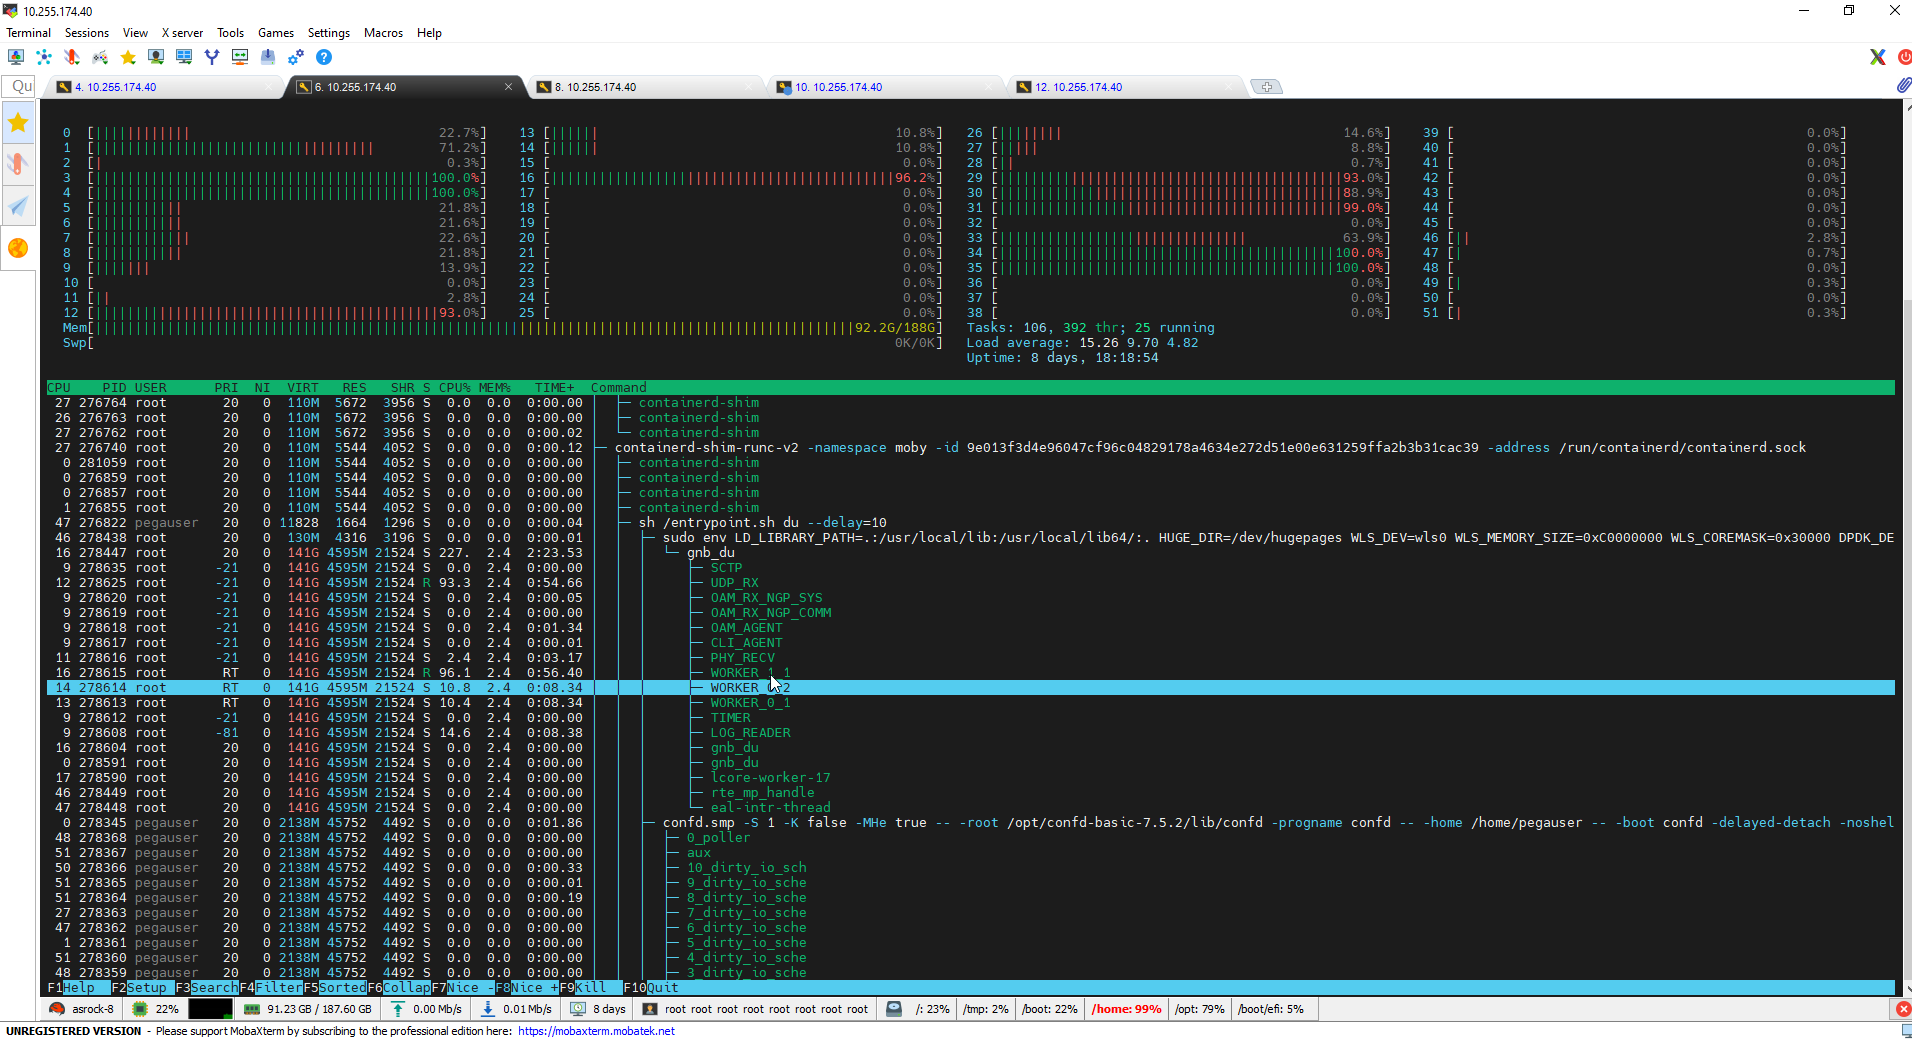 10.255.174.40
Terminal Sessions View X server Tools Games Settings Macros Help
Qu
4. 10.255.174.40
6. 10.255.174.40
8. 10.255.174.40
10. 10.255.174.40
12. 10.255.174.40
0 [ 22.7%] 13 [ 10.8%] 26 [ 14.6%] 39 [ 0.0%]
1 [ 71.2%] 14 [ 10.8%] 27 [ 8.8%] 40 [ 0.0%]
2 [ 0.3%] 15 [ 0.0%] 28 [ 0.7%] 41 [ 0.0%]
3 [ 100.0%] 16 [ 96.2%] 29 [ 93.0%] 42 [ 0.0%]
4 [ 100.0%] 17 [ 0.0%] 30 [ 88.9%] 43 [ 0.0%]
5 [ 21.8%] 18 [ 0.0%] 31 [ 99.0%] 44 [ 0.0%]
6 [ 21.6%] 19 [ 0.0%] 32 [ 0.0%] 45 [ 0.0%]
7 [ 22.6%] 20 [ 0.0%] 33 [ 63.9%] 46 [ 2.8%]
8 [ 21.8%] 21 [ 0.0%] 34 [ 100.0%] 47 [ 0.7%]
9 [ 13.9%] 22 [ 0.0%] 35 [ 100.0%] 48 [ 0.0%]
10 [ 0.0%] 23 [ 0.0%] 36 [ 0.0%] 49 [ 0.3%]
11 [ 2.8%] 24 [ 0.0%] 37 [ 0.0%] 50 [ 0.0%]
12 [ 93.0%] 25 [ 0.0%] 38 [ 0.0%] 51 [ 0.3%]
Mem[ 92.2G/188G] Tasks: 106, 392 thr; 25 running
Swp[ 0K/0K] Load average: 15.26 9.70 4.82
Uptime: 8 days, 18:18:54
CPU PID USER PRI NI VIRT RES SHR S CPU% MEM% TIME+ Command
27 276764 root 20 0 110M 5672 3956 S 0.0 0.0 0:00.00 containerd-shim
26 276763 root 20 0 110M 5672 3956 S 0.0 0.0 0:00.00 containerd-shim
27 276762 root 20 0 110M 5672 3956 S 0.0 0.0 0:00.02 containerd-shim
27 276740 root 20 0 110M 5544 4052 S 0.0 0.0 0:00.12 containerd-shim-runc-v2 -namespace moby -id 9e013f3d4e96047cf96c04829178a4634e272d51e00e631259ffa2b3b31cac39 -address /run/containerd/containerd.sock
0 281059 root 20 0 110M 5544 4052 S 0.0 0.0 0:00.00 containerd-shim
0 276859 root 20 0 110M 5544 4052 S 0.0 0.0 0:00.00 containerd-shim
0 276857 root 20 0 110M 5544 4052 S 0.0 0.0 0:00.00 containerd-shim
1 276855 root 20 0 110M 5544 4052 S 0.0 0.0 0:00.00 containerd-shim
47 276822 pegauser 20 0 11828 1664 1296 S 0.0 0.0 0:00.04 sh /entrypoint.sh du --delay=10
46 278438 root 20 0 130M 4316 3196 S 0.0 0.0 0:00.01 sudo env LD_LIBRARY_PATH=.:/usr/local/lib:/usr/local/lib64/:. HUGE_DIR=/dev/hugepages WLS_DEV=wls0 WLS_MEMORY_SIZE=0xC0000000 WLS_COREMASK=0x30000 DPDK_DE
16 278447 root 20 0 141G 4595M 21524 S 227. 2.4 2:23.53 gnb_du
9 278635 root -21 0 141G 4595M 21524 S 0.0 2.4 0:00.00 SCTP
12 278625 root -21 0 141G 4595M 21524 R 93.3 2.4 0:54.66 UDP_RX
9 278620 root -21 0 141G 4595M 21524 S 0.0 2.4 0:00.05 OAM_RX_NGP_SYS
9 278619 root -21 0 141G 4595M 21524 S 0.0 2.4 0:00.00 OAM_RX_NGP_COMM
9 278618 root -21 0 141G 4595M 21524 S 0.0 2.4 0:01.34 OAM_AGENT
9 278617 root -21 0 141G 4595M 21524 S 0.0 2.4 0:00.01 CLI_AGENT
11 278616 root -21 0 141G 4595M 21524 S 2.4 2.4 0:03.17 PHY_RECV
16 278615 root RT 0 141G 4595M 21524 R 96.1 2.4 0:56.40 WORKER_1_1
14 278614 root RT 0 141G 4595M 21524 S 10.8 2.4 0:08.34 WORKER_0_2
13 278613 root RT 0 141G 4595M 21524 S 10.4 2.4 0:08.34 WORKER_0_1
9 278612 root -21 0 141G 4595M 21524 S 0.0 2.4 0:00.00 TIMER
9 278608 root -81 0 141G 4595M 21524 S 14.6 2.4 0:08.38 LOG_READER
16 278604 root 20 0 141G 4595M 21524 S 0.0 2.4 0:00.00 gnb_du
0 278591 root 20 0 141G 4595M 21524 S 0.0 2.4 0:00.00 gnb_du
17 278590 root 20 0 141G 4595M 21524 S 0.0 2.4 0:00.00 lcore-worker-17
46 278449 root 20 0 141G 4595M 21524 S 0.0 2.4 0:00.00 rte_mp_handle
47 278448 root 20 0 141G 4595M 21524 S 0.0 2.4 0:00.00 eal-intr-thread
0 278345 pegauser 20 0 2138M 45752 4492 S 0.0 0.0 0:01.86 confd.smp -S 1 -K false -MHe true -- -root /opt/confd-basic-7.5.2/lib/confd -progname confd -- -home /home/pegauser -- -boot confd -delayed-detach -noshel
48 278368 pegauser 20 0 2138M 45752 4492 S 0.0 0.0 0:00.00 0_poller
51 278367 pegauser 20 0 2138M 45752 4492 S 0.0 0.0 0:00.00 aux
50 278366 pegauser 20 0 2138M 45752 4492 S 0.0 0.0 0:00.33 10_dirty_io_sch
51 278365 pegauser 20 0 2138M 45752 4492 S 0.0 0.0 0:00.01 9_dirty_io_sche
51 278364 pegauser 20 0 2138M 45752 4492 S 0.0 0.0 0:00.19 8_dirty_io_sche
27 278363 pegauser 20 0 2138M 45752 4492 S 0.0 0.0 0:00.00 7_dirty_io_sche
47 278362 pegauser 20 0 2138M 45752 4492 S 0.0 0.0 0:00.00 6_dirty_io_sche
1 278361 pegauser 20 0 2138M 45752 4492 S 0.0 0.0 0:00.00 5_dirty_io_sche
51 278360 pegauser 20 0 2138M 45752 4492 S 0.0 0.0 0:00.00 4_dirty_io_sche
48 278359 pegauser 20 0 2138M 45752 4492 S 0.0 0.0 0:00.00 3_dirty_io_sche
F1Help F2Setup F3SearchF4FilterF5SortedF6CollapF7Nice -F8Nice +F9Kill F10Quit
asrock-8 22% 91.23 GB / 187.60 GB 0.00 Mb/s 0.01 Mb/s 8 days root root root root root root root root /: 23% /tmp: 2% /boot: 22% /home: 99% /opt: 79% /boot/efi: 5%
UNREGISTERED VERSION - Please support MobaXterm by subscribing to the professional edition here: https://mobaxterm.mobatek.net